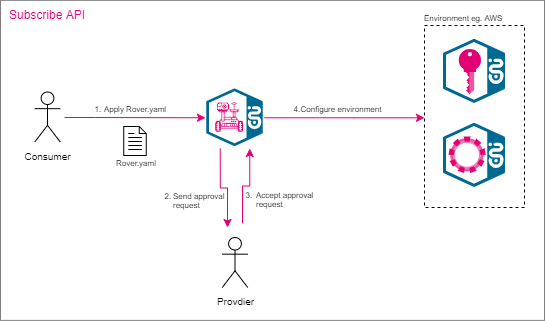 Subscribe API
Environment eg. AWS
1. Apply Rover.yaml
4.Configure environment
Rover.yaml
Consumer
2. Send approval
request
3. Accept approval
request
Provdier